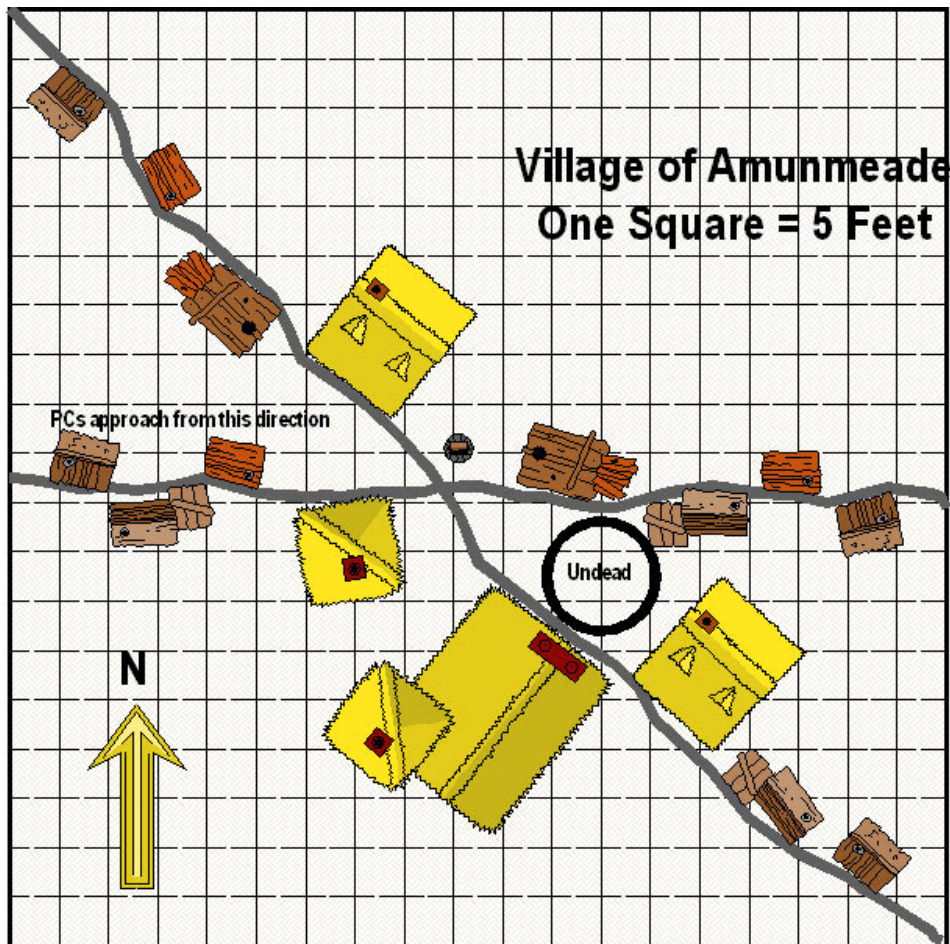 Village of Amunmeade
One Square = 5 Feet
PCs approach from this direction
Undead
N